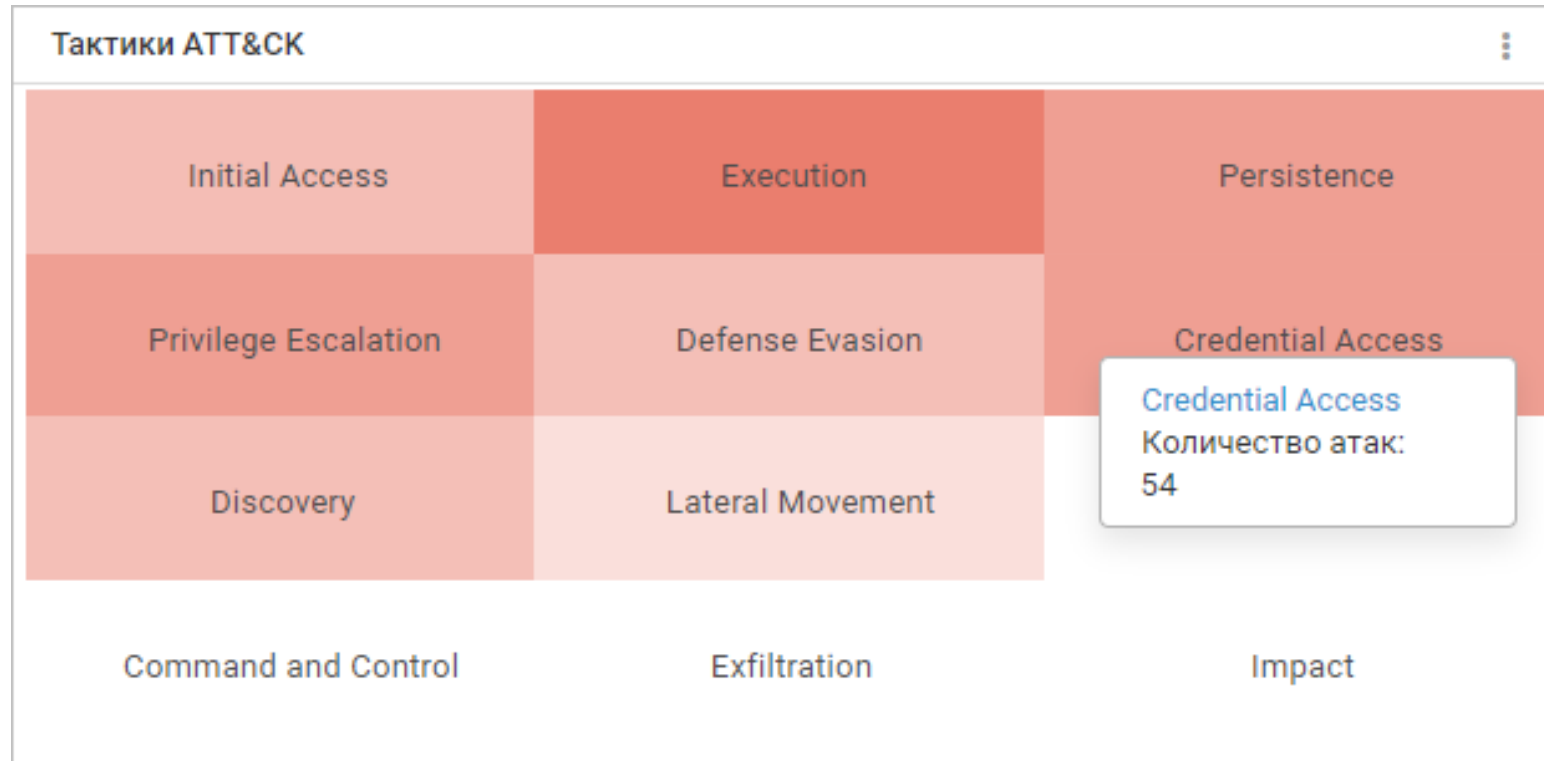 Тактики ATT&CK
Initial Access
Execution
Persistence
Privilege Escalation
Defense Evasion
Credential Access
Credential Access
Количество атак:
54
Discovery
Lateral Movement
Command and Control
Exfiltration
Impact